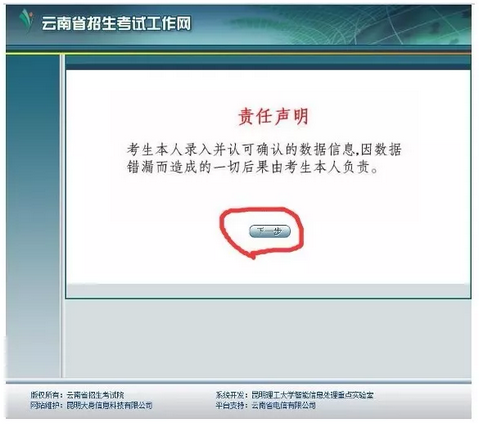 云南省招生考试工作网
责任声明
考生本人录入并认可确认的数据信息,因数据
错漏而造成的一切后果由考生本人负责。
下一步
版权所有：云南省招生考试院
系统开发：昆明理工大学智能信息处理重点实验室
网站维护：昆明大舟信息科技有限公司
平台支持：云南省电信有限公司